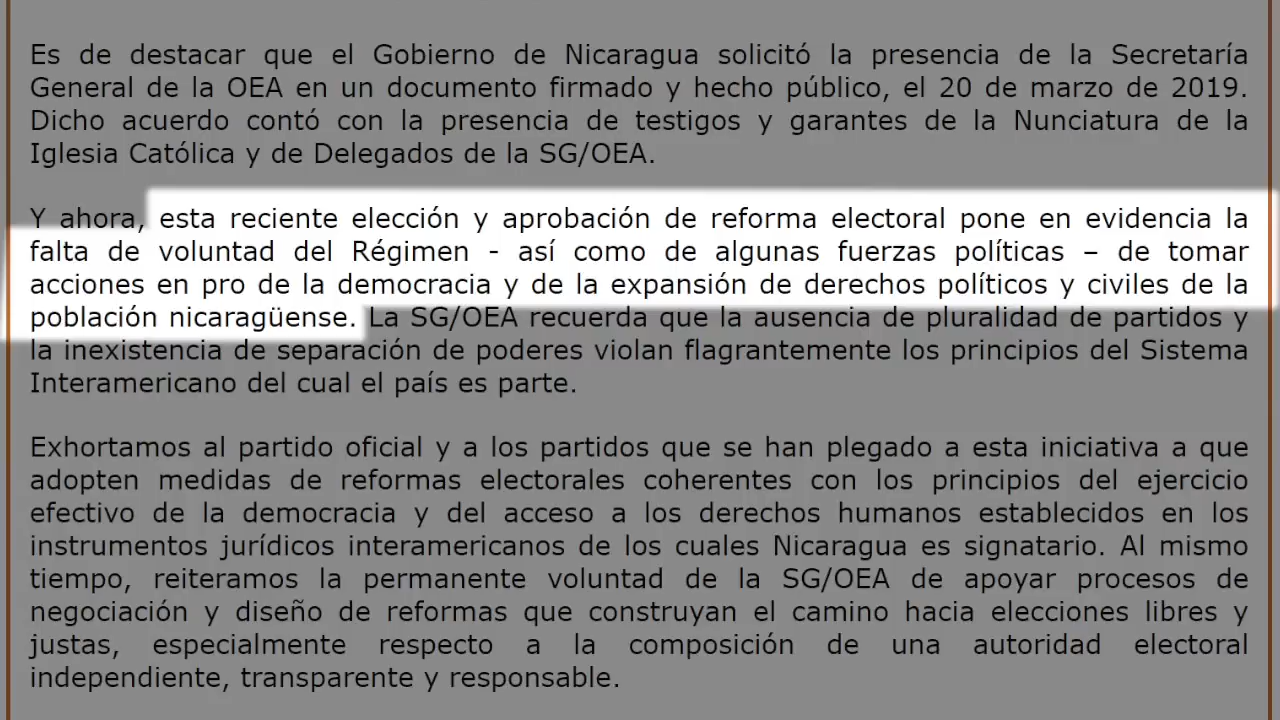 Es de destacar que el Gobierno de Nicaragua solicitó la presencia de la Secretaría
General de la OEA en un documento firmado y hecho público, el 20 de marzo de 2019.
Dicho acuerdo contó con la presencia de testigos y garantes de la Nunciatura de la
Iglesia Católica y de Delegados de la SG/OEA.
Y ahora, esta reciente elección y aprobación de reforma electoral pone en evidencia la
falta de voluntad del Régimen - así como de algunas fuerzas políticas – de tomar
acciones en pro de la democracia y de la expansión de derechos políticos y civiles de la
población nicaragüense. La SG/OEA recuerda que la ausencia de pluralidad de partidos y
la inexistencia de separación de poderes violan flagrantemente los principios del Sistema
Interamericano del cual el país es parte.
Exhortamos al partido oficial y a los partidos que se han plegado a esta iniciativa a que
adopten medidas de reformas electorales coherentes con los principios del ejercicio
efectivo de la democracia y del acceso a los derechos humanos establecidos en los
instrumentos jurídicos interamericanos de los cuales Nicaragua es signatario. Al mismo
tiempo, reiteramos la permanente voluntad de la SG/OEA de apoyar procesos de
negociación y diseño de reformas que construyan el camino hacia elecciones libres y
justas, especialmente respecto a la composición de una autoridad electoral
independiente, transparente y responsable.